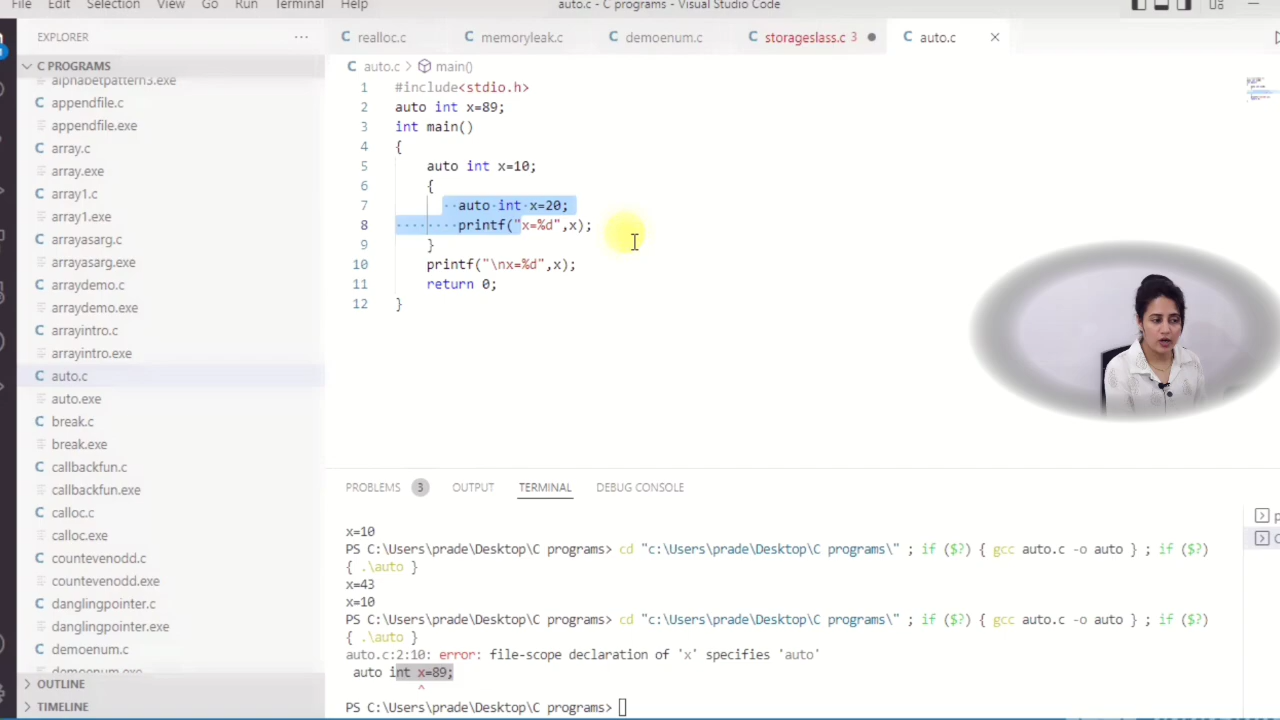 File Edit Selection View Go Run Terminal Help auto.c - C programs - Visual Studio Code
EXPLORER ···
C PROGRAMS
alphabetpattern3.exe
appendfile.c
appendfile.exe
array.c
array.exe
array1.c
array1.exe
arrayasarg.c
arrayasarg.exe
arraydemo.c
arraydemo.exe
arrayintro.c
arrayintro.exe
auto.c
auto.exe
break.c
break.exe
callbackfun.c
callbackfun.exe
calloc.c
calloc.exe
countevenodd.c
countevenodd.exe
danglingpointer.c
danglingpointer.exe
demoenum.c
demoenum.exe
OUTLINE
TIMELINE
C realloc.c C memoryleak.c C demoenum.c C storageslass.c 3 ● C auto.c ×
C auto.c > main()
1 #include<stdio.h>
2 auto int x=89;
3 int main()
4 {
5 auto int x=10;
6 {
7 auto int x=20;
8 printf("x=%d",x);
9 }
10 printf("\nx=%d",x);
11 return 0;
12 }
PROBLEMS 3 OUTPUT TERMINAL DEBUG CONSOLE
x=10
PS C:\Users\prade\Desktop\C programs> cd "c:\Users\prade\Desktop\C programs\" ; if ($?) { gcc auto.c -o auto } ; if ($?)
{ .\auto }
x=43
x=10
PS C:\Users\prade\Desktop\C programs> cd "c:\Users\prade\Desktop\C programs\" ; if ($?) { gcc auto.c -o auto } ; if ($?)
{ .\auto }
auto.c:2:10: error: file-scope declaration of 'x' specifies 'auto'
auto int x=89;
^
PS C:\Users\prade\Desktop\C programs>